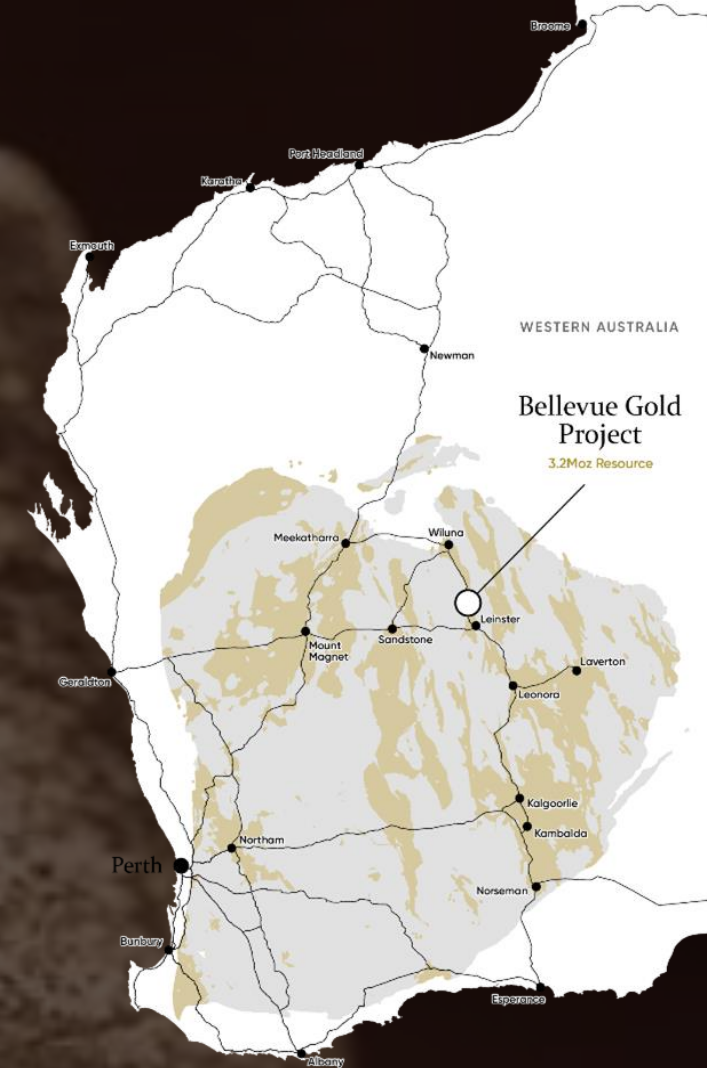 Broome
Port Headland
Karatha
Exmouth
WESTERN AUSTRALIA
Newman
Bellevue Gold
Project
3.2Moz Resource
Meekatharra
Wiluna
Leinster
Sandstone
Mount
Magnet
Laverton
Geraldton
Leonora
Kalgoorlie
Kambalda
Northam
Perth
Norseman
Bunbury
Esperance
Albany